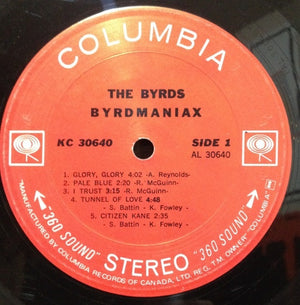 COLUMBIA
THE BYRDS
BYRDMANIAX
KC 30640
SIDE 1
AL 30640
1. GLORY, GLORY 4:02 -A. Reynolds-
2. PALE BLUE 2:20 -R. McGuinn-
3. I TRUST 3:15 -R. McGuinn-
4. TUNNEL OF LOVE 4:48
- S. Battin - K. Fowley -
5. CITIZEN KANE 2:35
- S. Battin - K. Fowley -
"360 SOUND" STEREO "360 SOUND"
MANUFACTURED BY COLUMBIA RECORDS OF CANADA, LTD. REG. T.M. OWNER "COLUMBIA"